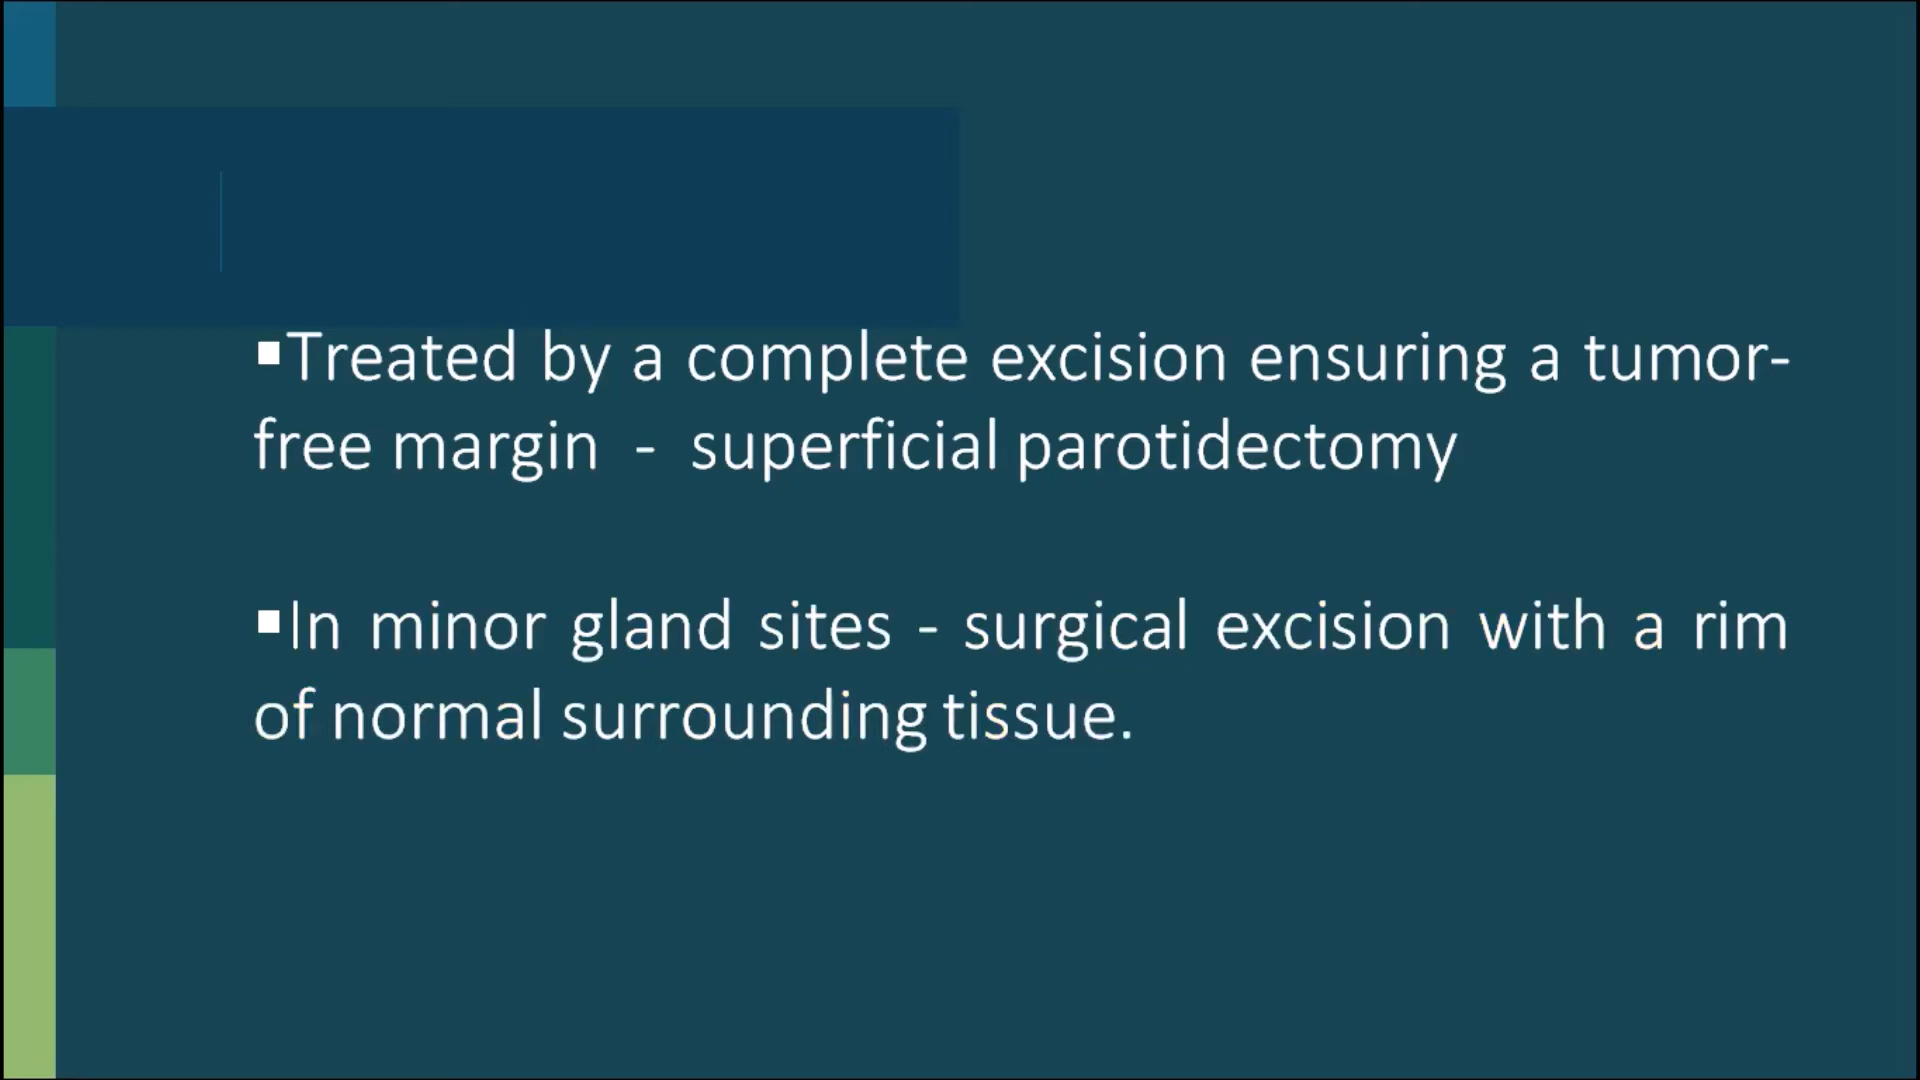 ▪Treated by a complete excision ensuring a tumor-
free margin - superficial parotidectomy
▪In minor gland sites - surgical excision with a rim
of normal surrounding tissue.